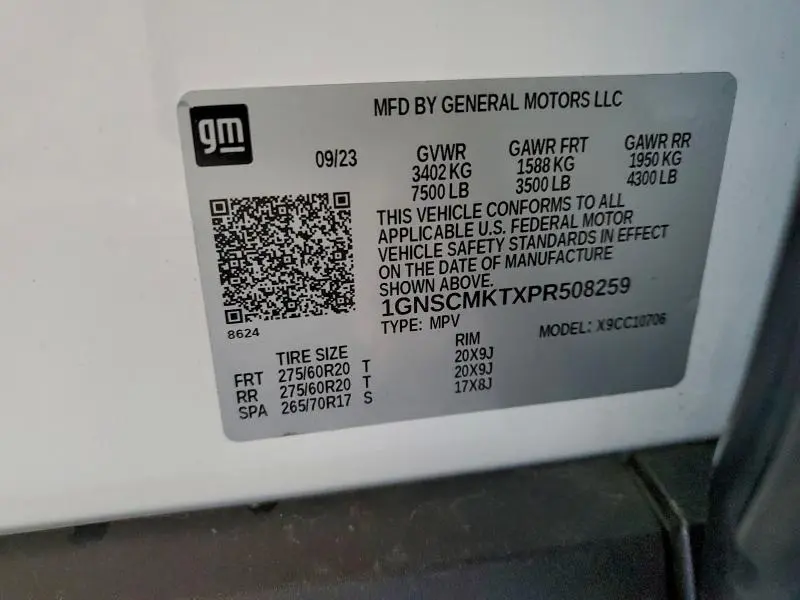 gm
MFD BY GENERAL MOTORS LLC
09/23
GVWR
3402 KG
7500 LB
GAWR FRT
1588 KG
3500 LB
GAWR RR
1950 KG
4300 LB
THIS VEHICLE CONFORMS TO ALL
APPLICABLE U.S. FEDERAL MOTOR
VEHICLE SAFETY STANDARDS IN EFFECT
ON THE DATE OF MANUFACTURE
SHOWN ABOVE.
1GNSCMKTXPR508259
TYPE: MPV
MODEL: X9CC10706
8624
TIRE SIZE
RIM
FRT 275/60R20 T 20X9J
RR 275/60R20 T 20X9J
SPA 265/70R17 S 17X8J